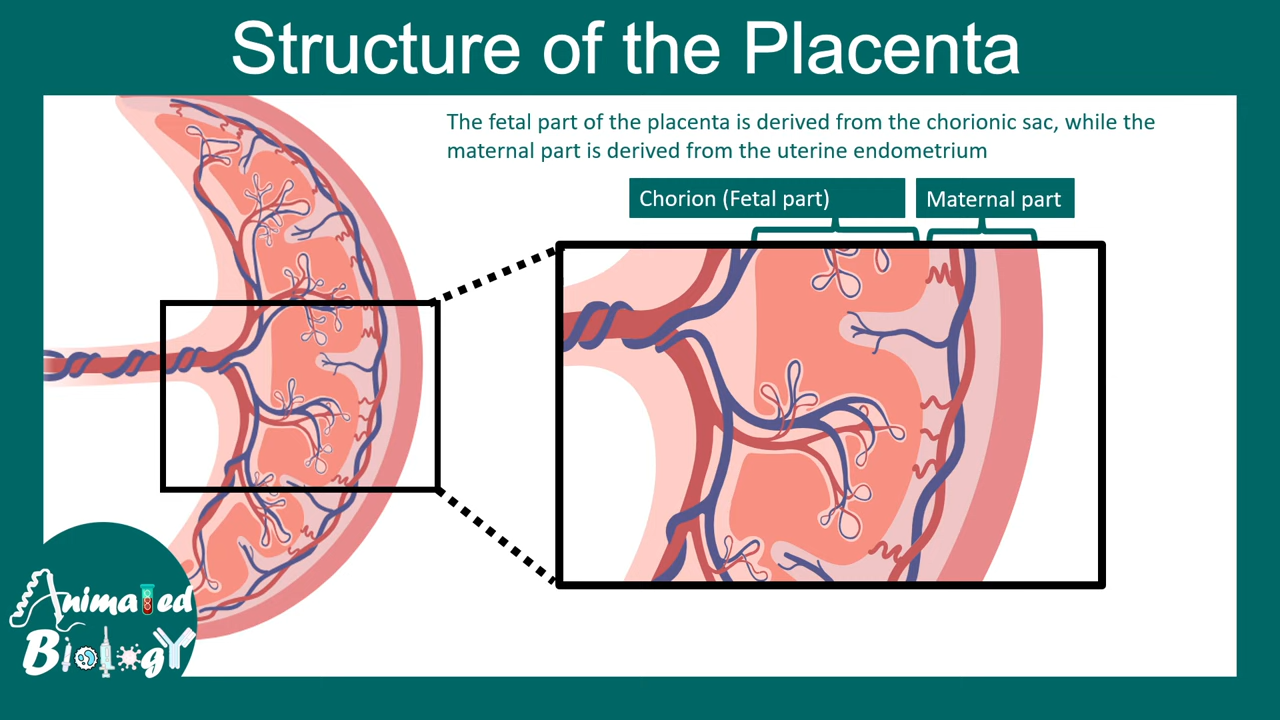 Structure of the Placenta
The fetal part of the placenta is derived from the chorionic sac, while the
maternal part is derived from the uterine endometrium
Chorion (Fetal part)
Maternal part
Animated
Biology